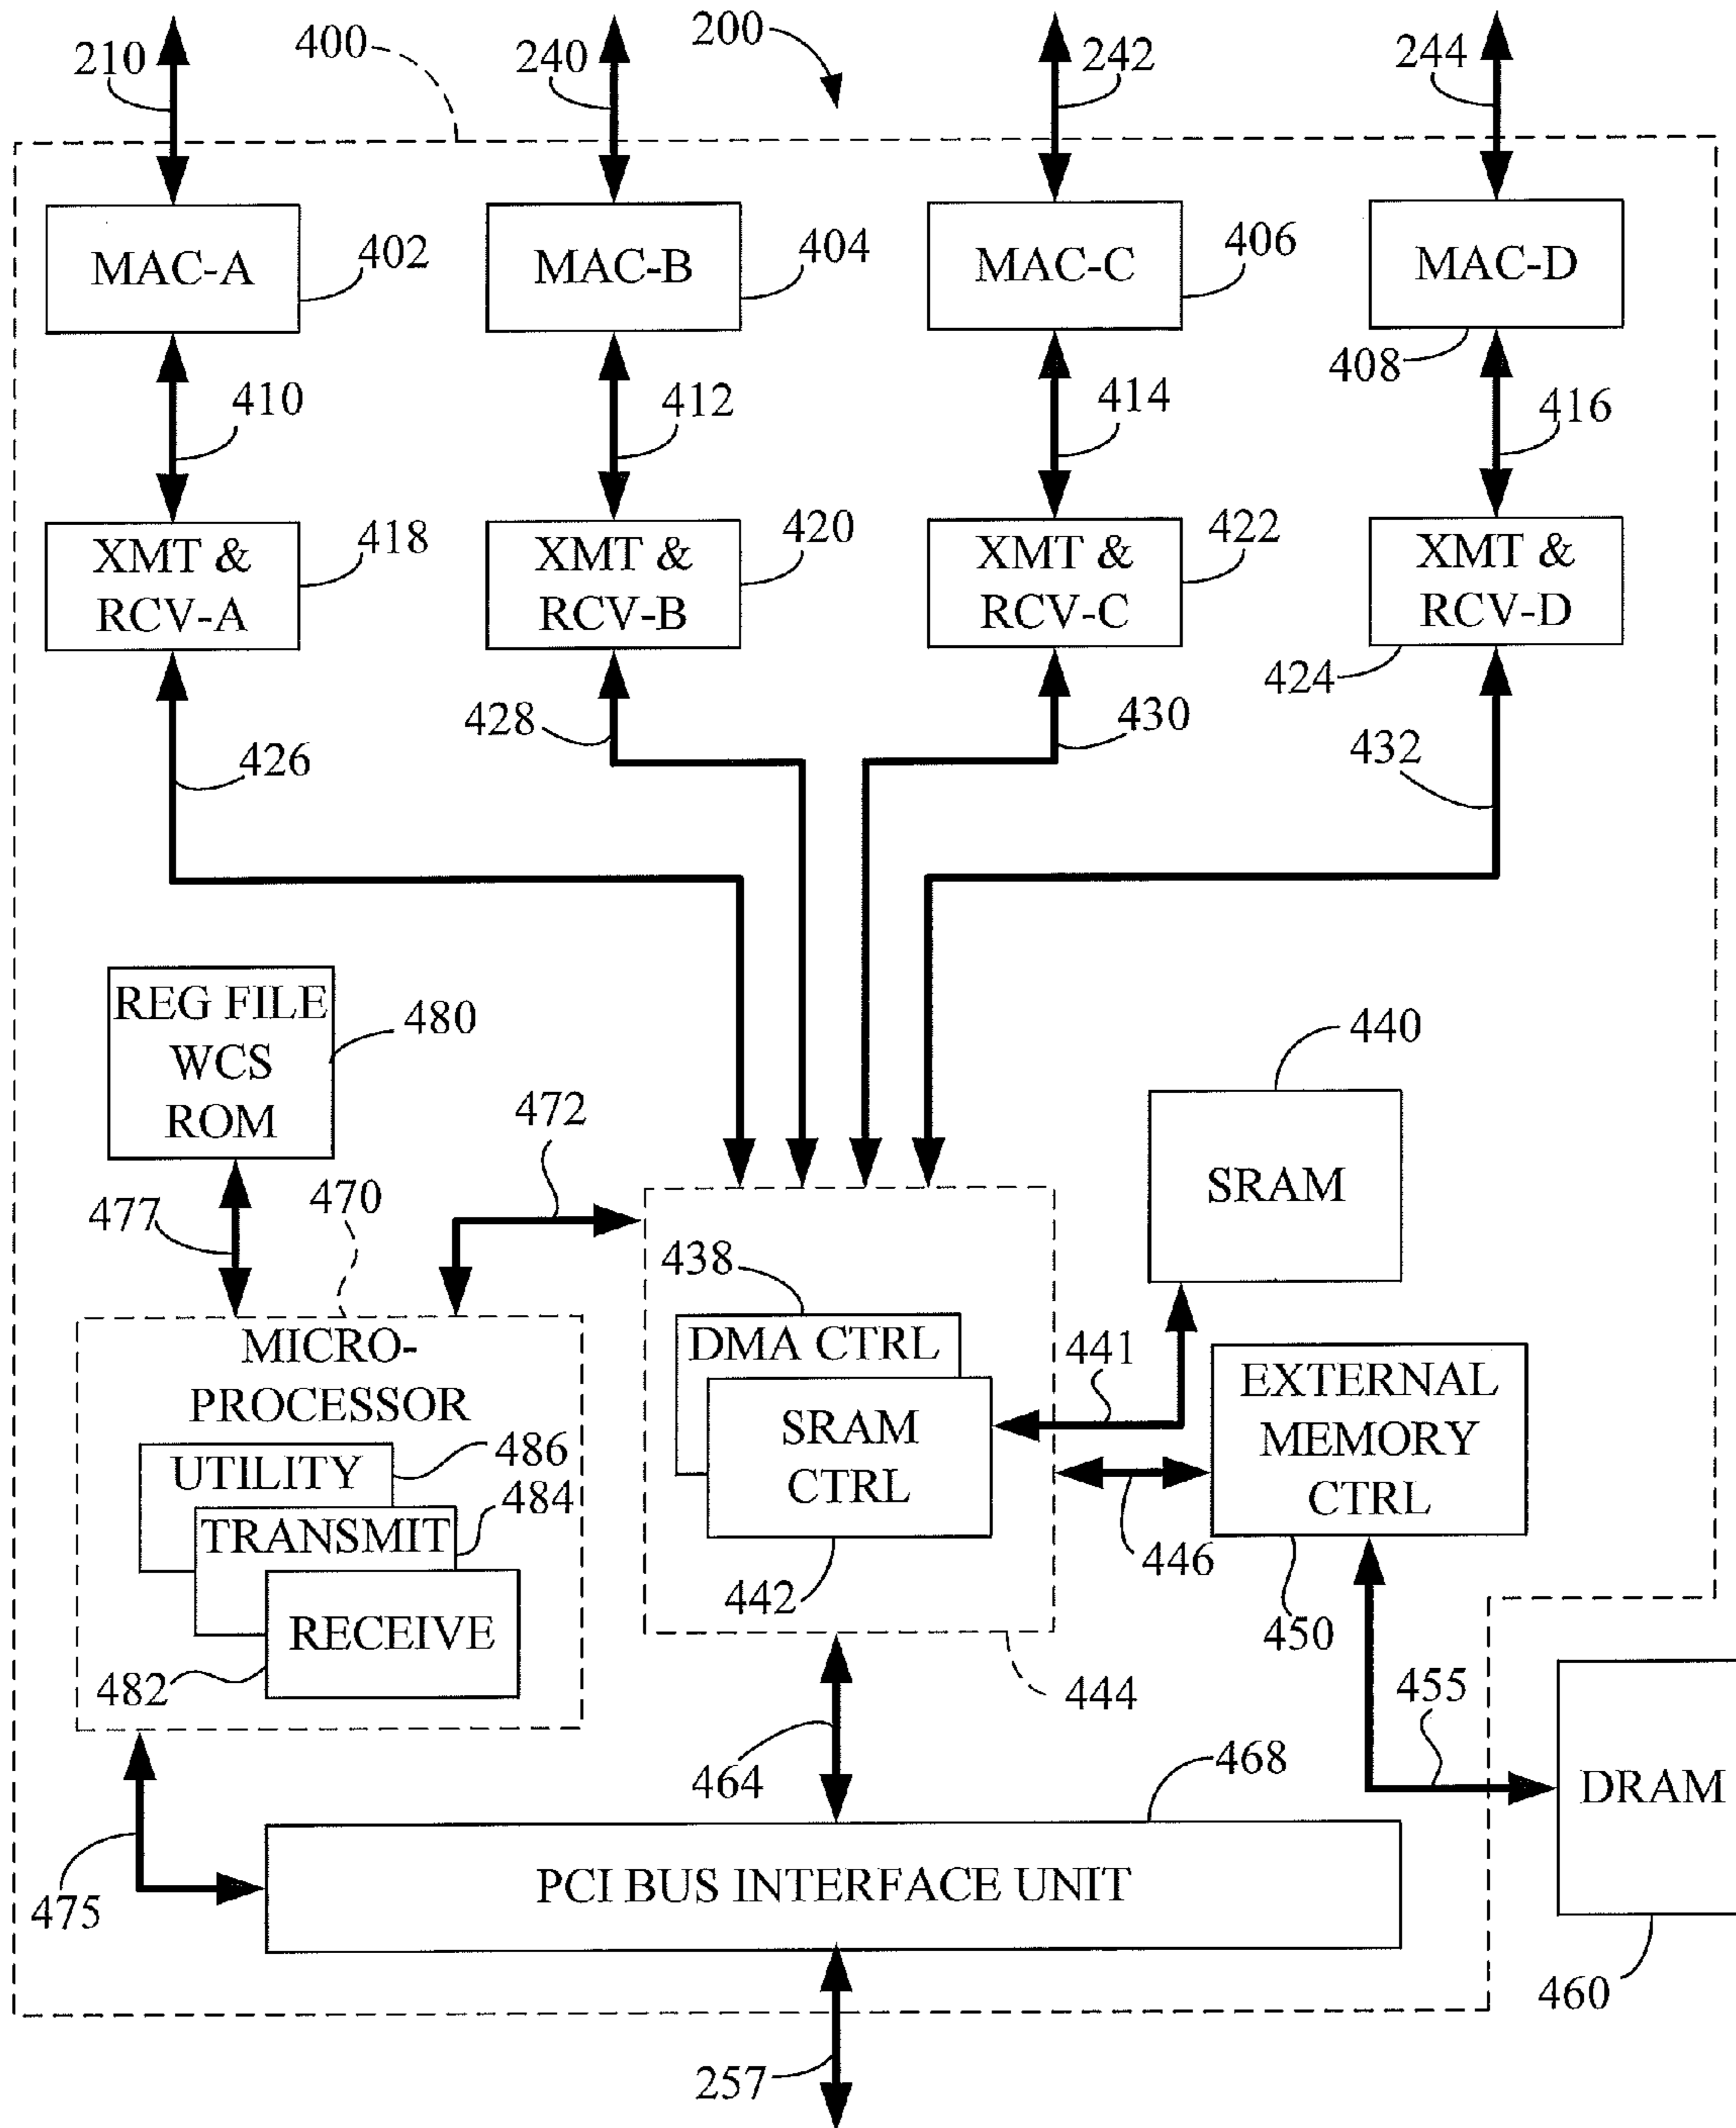 210
400
240
200
242
244
MAC-A
402
MAC-B
404
MAC-C
406
MAC-D
408
410
412
414
416
XMT &
RCV-A
418
XMT &
RCV-B
420
XMT &
RCV-C
422
XMT &
RCV-D
424
426
428
430
432
REG FILE
WCS
ROM
480
472
440
SRAM
477
470
438
DMA CTRL
SRAM
CTRL
442
441
EXTERNAL
MEMORY
CTRL
446
450
MICRO-
PROCESSOR
UTILITY
486
TRANSMIT
484
RECEIVE
482
444
455
464
468
DRAM
460
475
PCI BUS INTERFACE UNIT
257